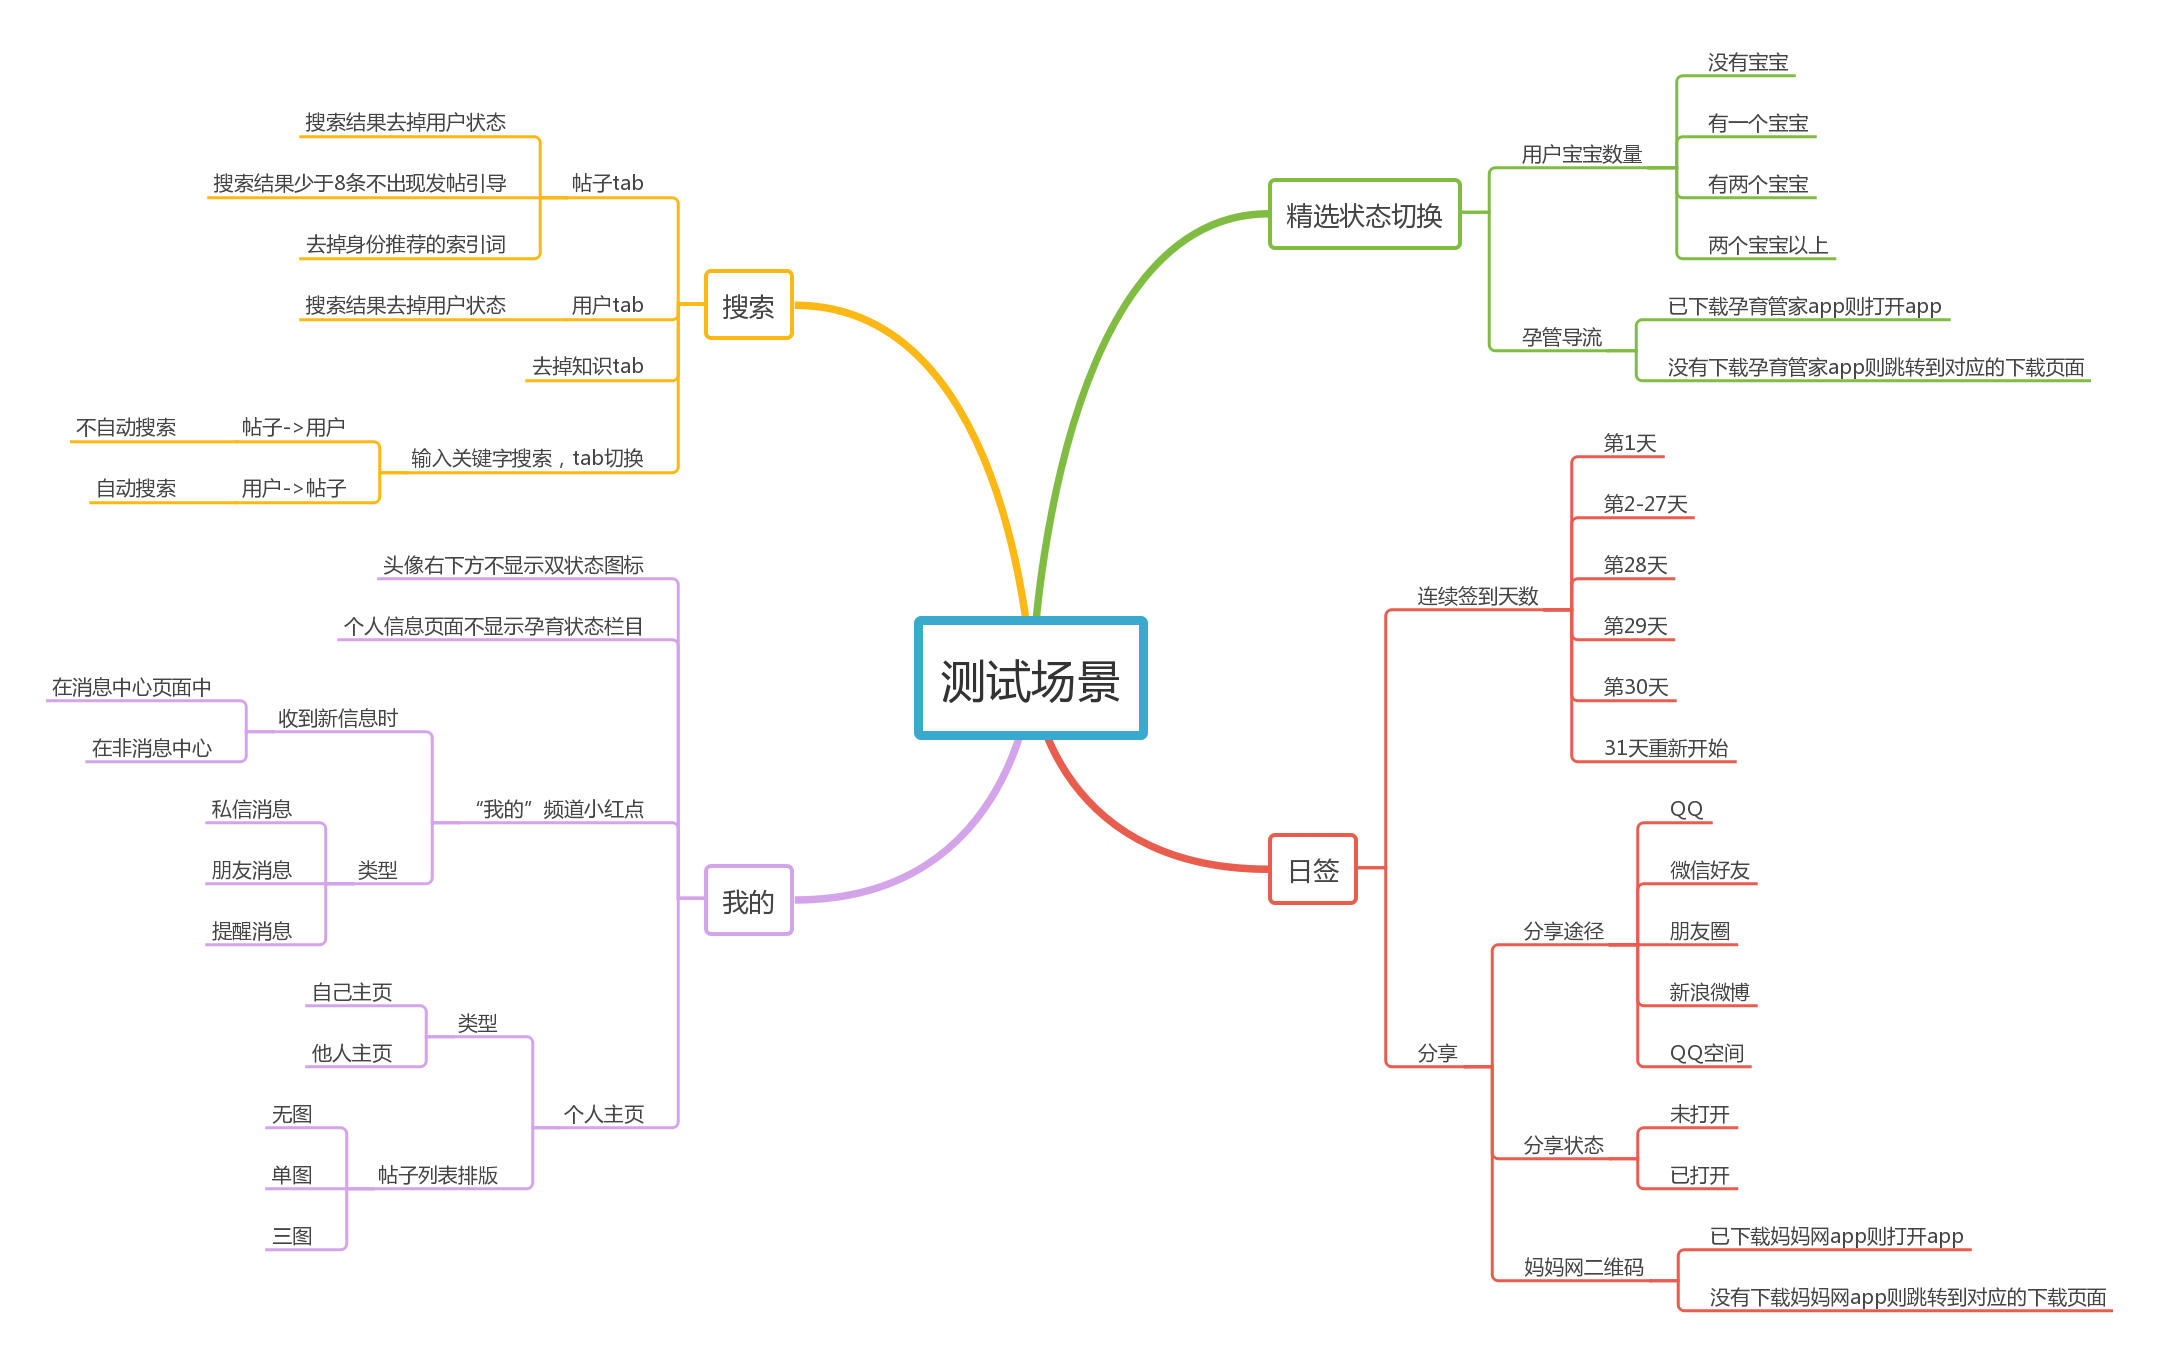 测试场景
精选状态切换
用户宝宝数量
没有宝宝
有一个宝宝
有两个宝宝
两个宝宝以上
孕管导流
已下载孕育管家app则打开app
没有下载孕育管家app则跳转到对应的下载页面
日签
连续签到天数
第1天
第2-27天
第28天
第29天
第30天
31天重新开始
分享
分享途径
QQ
微信好友
朋友圈
新浪微博
QQ空间
分享状态
未打开
已打开
妈妈网二维码
已下载妈妈网app则打开app
没有下载妈妈网app则跳转到对应的下载页面
搜索
帖子tab
搜索结果去掉用户状态
搜索结果少于8条不出现发帖引导
去掉身份推荐的索引词
用户tab
搜索结果去掉用户状态
去掉知识tab
输入关键字搜索，tab切换
帖子->用户
不自动搜索
用户->帖子
自动搜索
我的
头像右下方不显示双状态图标
个人信息页面不显示孕育状态栏目
“我的”频道小红点
收到新信息时
在消息中心页面中
在非消息中心
类型
私信消息
朋友消息
提醒消息
个人主页
类型
自己主页
他人主页
帖子列表排版
无图
单图
三图